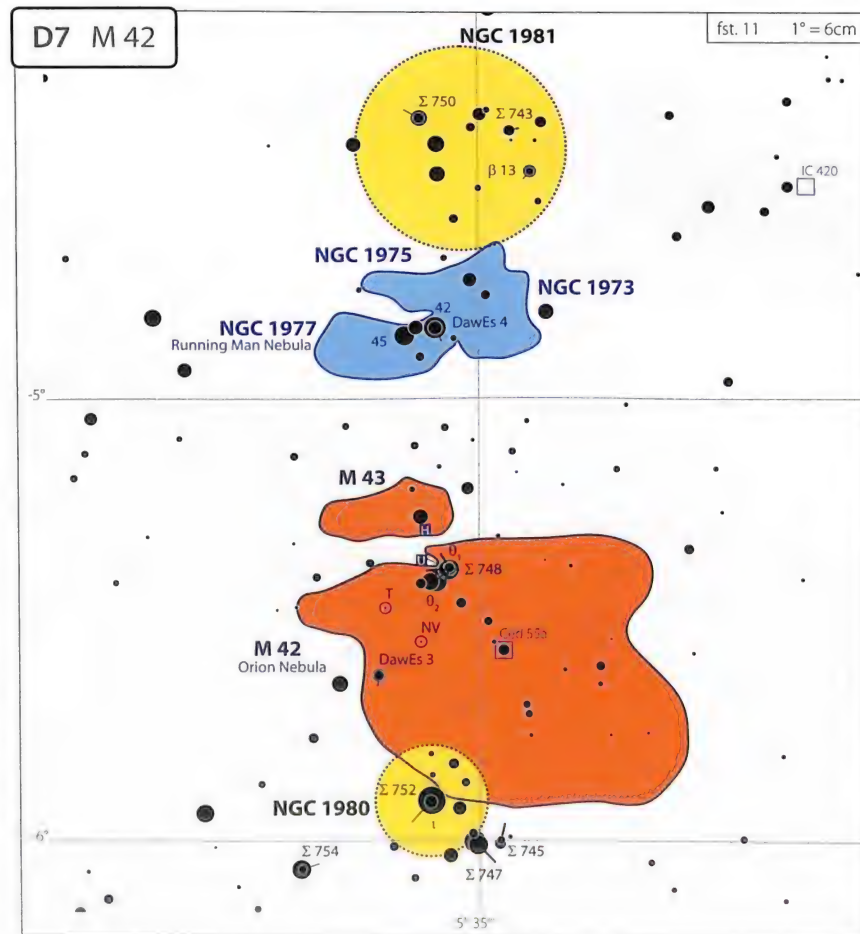 D7 M 42
fst. 11 1° = 6cm
NGC 1981
Σ 750
Σ 743
β 13
IC 420
NGC 1975
NGC 1973
42
DawEs 4
NGC 1977
Running Man Nebula
45
-5°
M 43
H
U
θ1
Σ 748
T
θ2
NV
Ced 55a
M 42
Orion Nebula
DawEs 3
Σ 752
NGC 1980
ι
6°
Σ 754
Σ 745
Σ 747
5h 35m